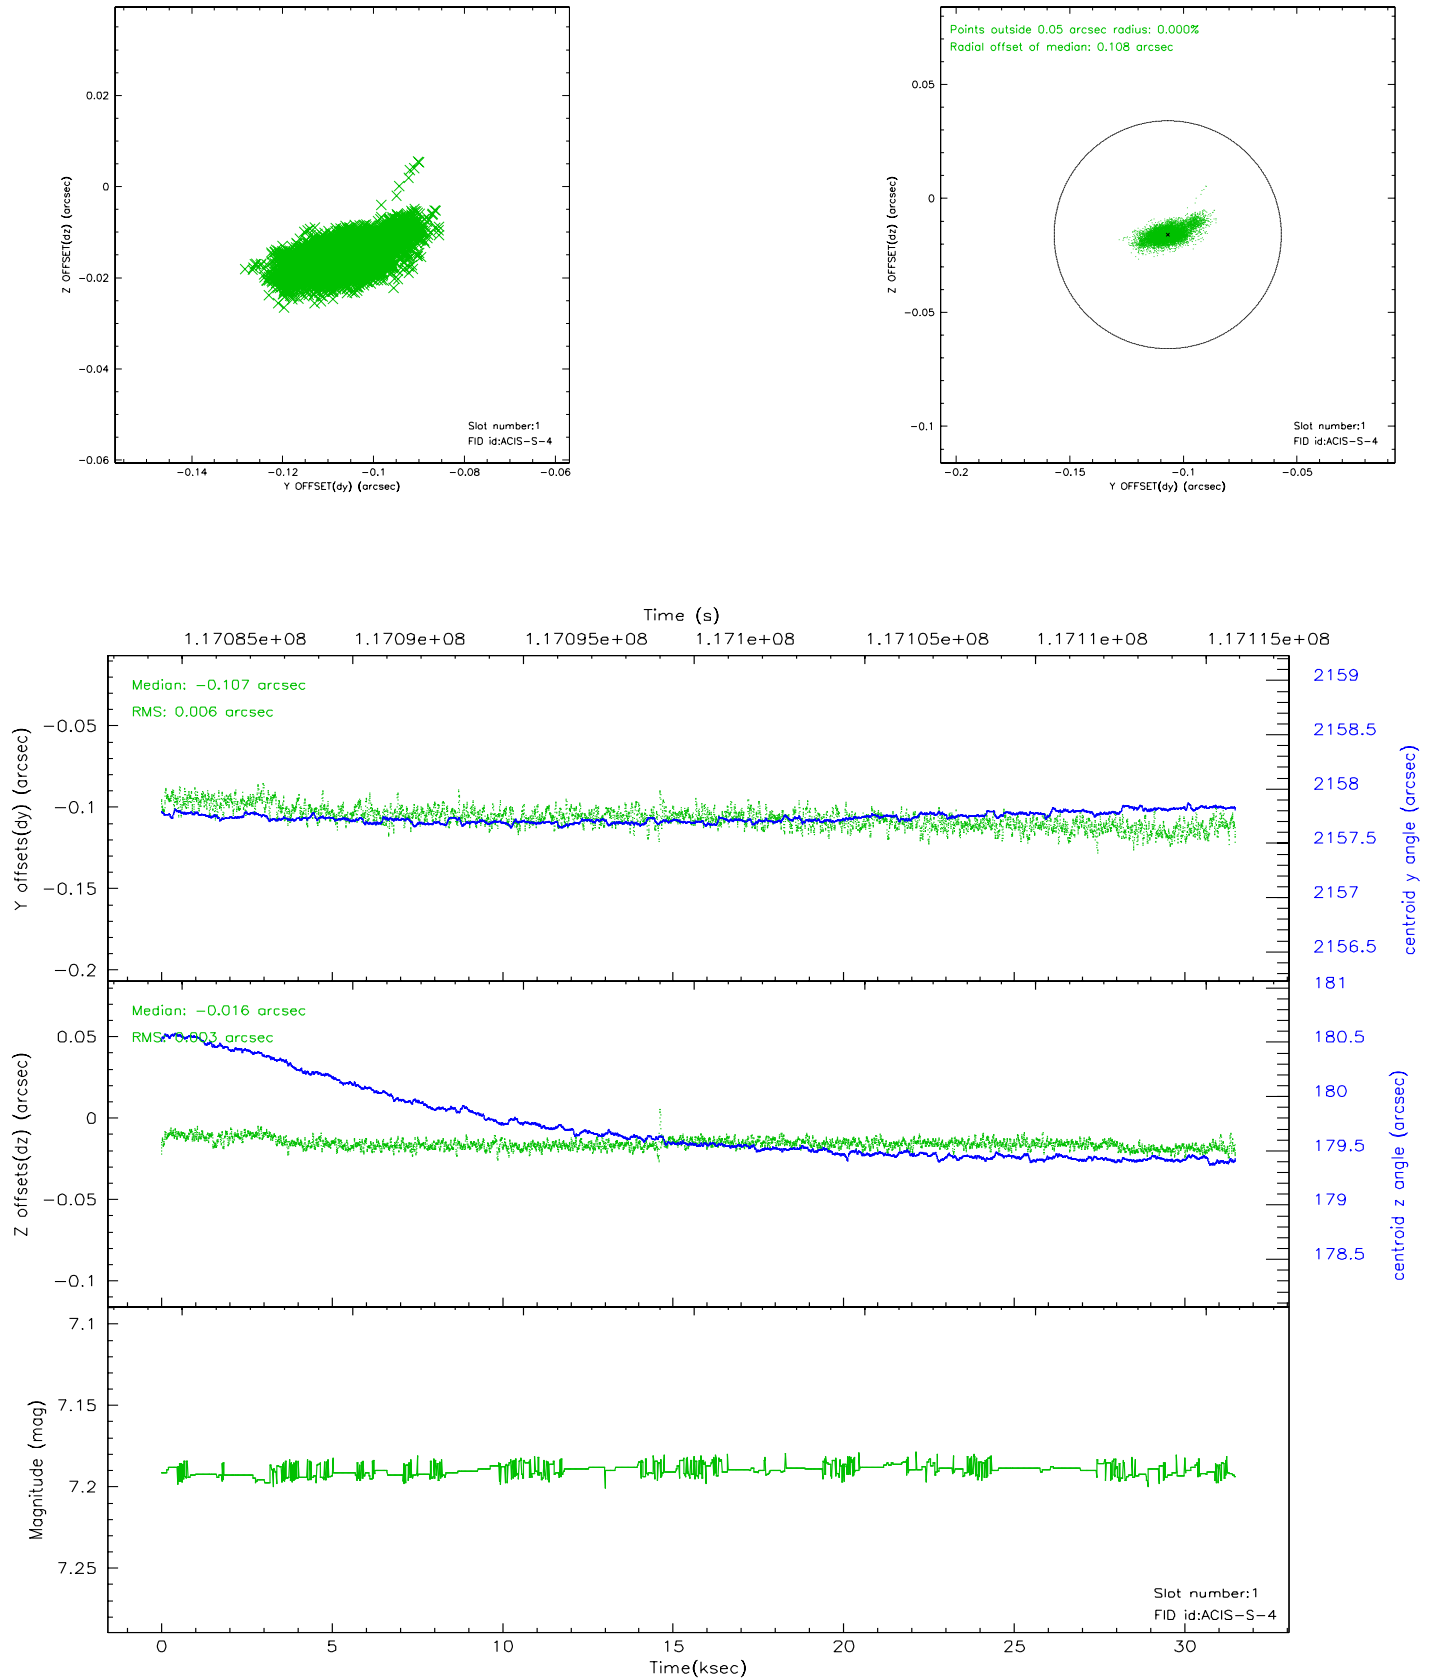 0.02
0
−0.02
−0.04
−0.06
Z OFFSET(dz) (arcsec)
−0.14
−0.12
−0.1
−0.08
−0.06
Y OFFSET(dy) (arcsec)
Slot number:1
FID id:ACIS−S−4
Points outside 0.05 arcsec radius: 0.000%
Radial offset of median: 0.108 arcsec
0.05
0
−0.05
−0.1
Z OFFSET(dz) (arcsec)
−0.2
−0.15
−0.1
−0.05
Y OFFSET(dy) (arcsec)
Slot number:1
FID id:ACIS−S−4
Time (s)
1.17085e+08
1.1709e+08
1.17095e+08
1.171e+08
1.17105e+08
1.1711e+08
1.17115e+08
Median: −0.107 arcsec
RMS: 0.006 arcsec
−0.05
−0.1
−0.15
−0.2
Y offsets(dy) (arcsec)
2159
2158.5
2158
2157.5
2157
2156.5
centroid y angle (arcsec)
Median: −0.016 arcsec
RMS: 0.003 arcsec
0.05
0
−0.05
−0.1
Z offsets(dz) (arcsec)
181
180.5
180
179.5
179
178.5
centroid z angle (arcsec)
7.1
7.15
7.2
7.25
Magnitude (mag)
Slot number:1
FID id:ACIS−S−4
0
5
10
15
20
25
30
Time(ksec)